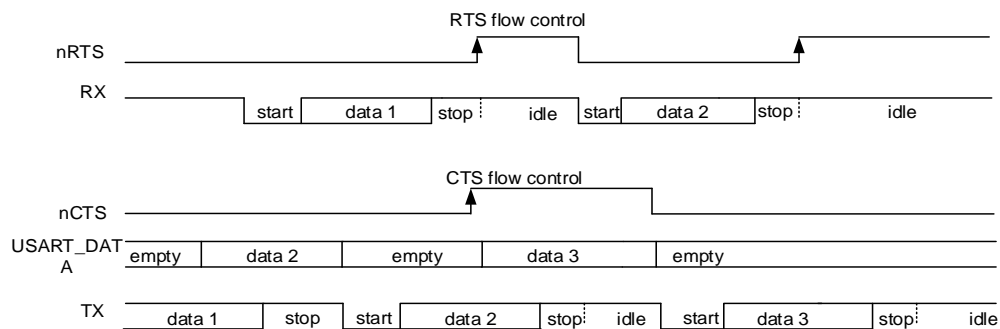 RTS flow control
nRTS
RX
start data 1 stop idle start data 2 stop idle
CTS flow control
nCTS
USART_DAT
A
empty data 2 empty data 3 empty
TX
data 1 stop start data 2 stop idle start data 3 stop idle